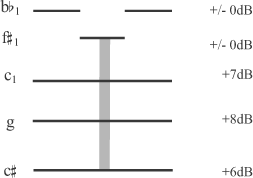 b♭₁ +/- 0dB
f♯₁ +/- 0dB
c₁ +7dB
g +8dB
c♯ +6dB